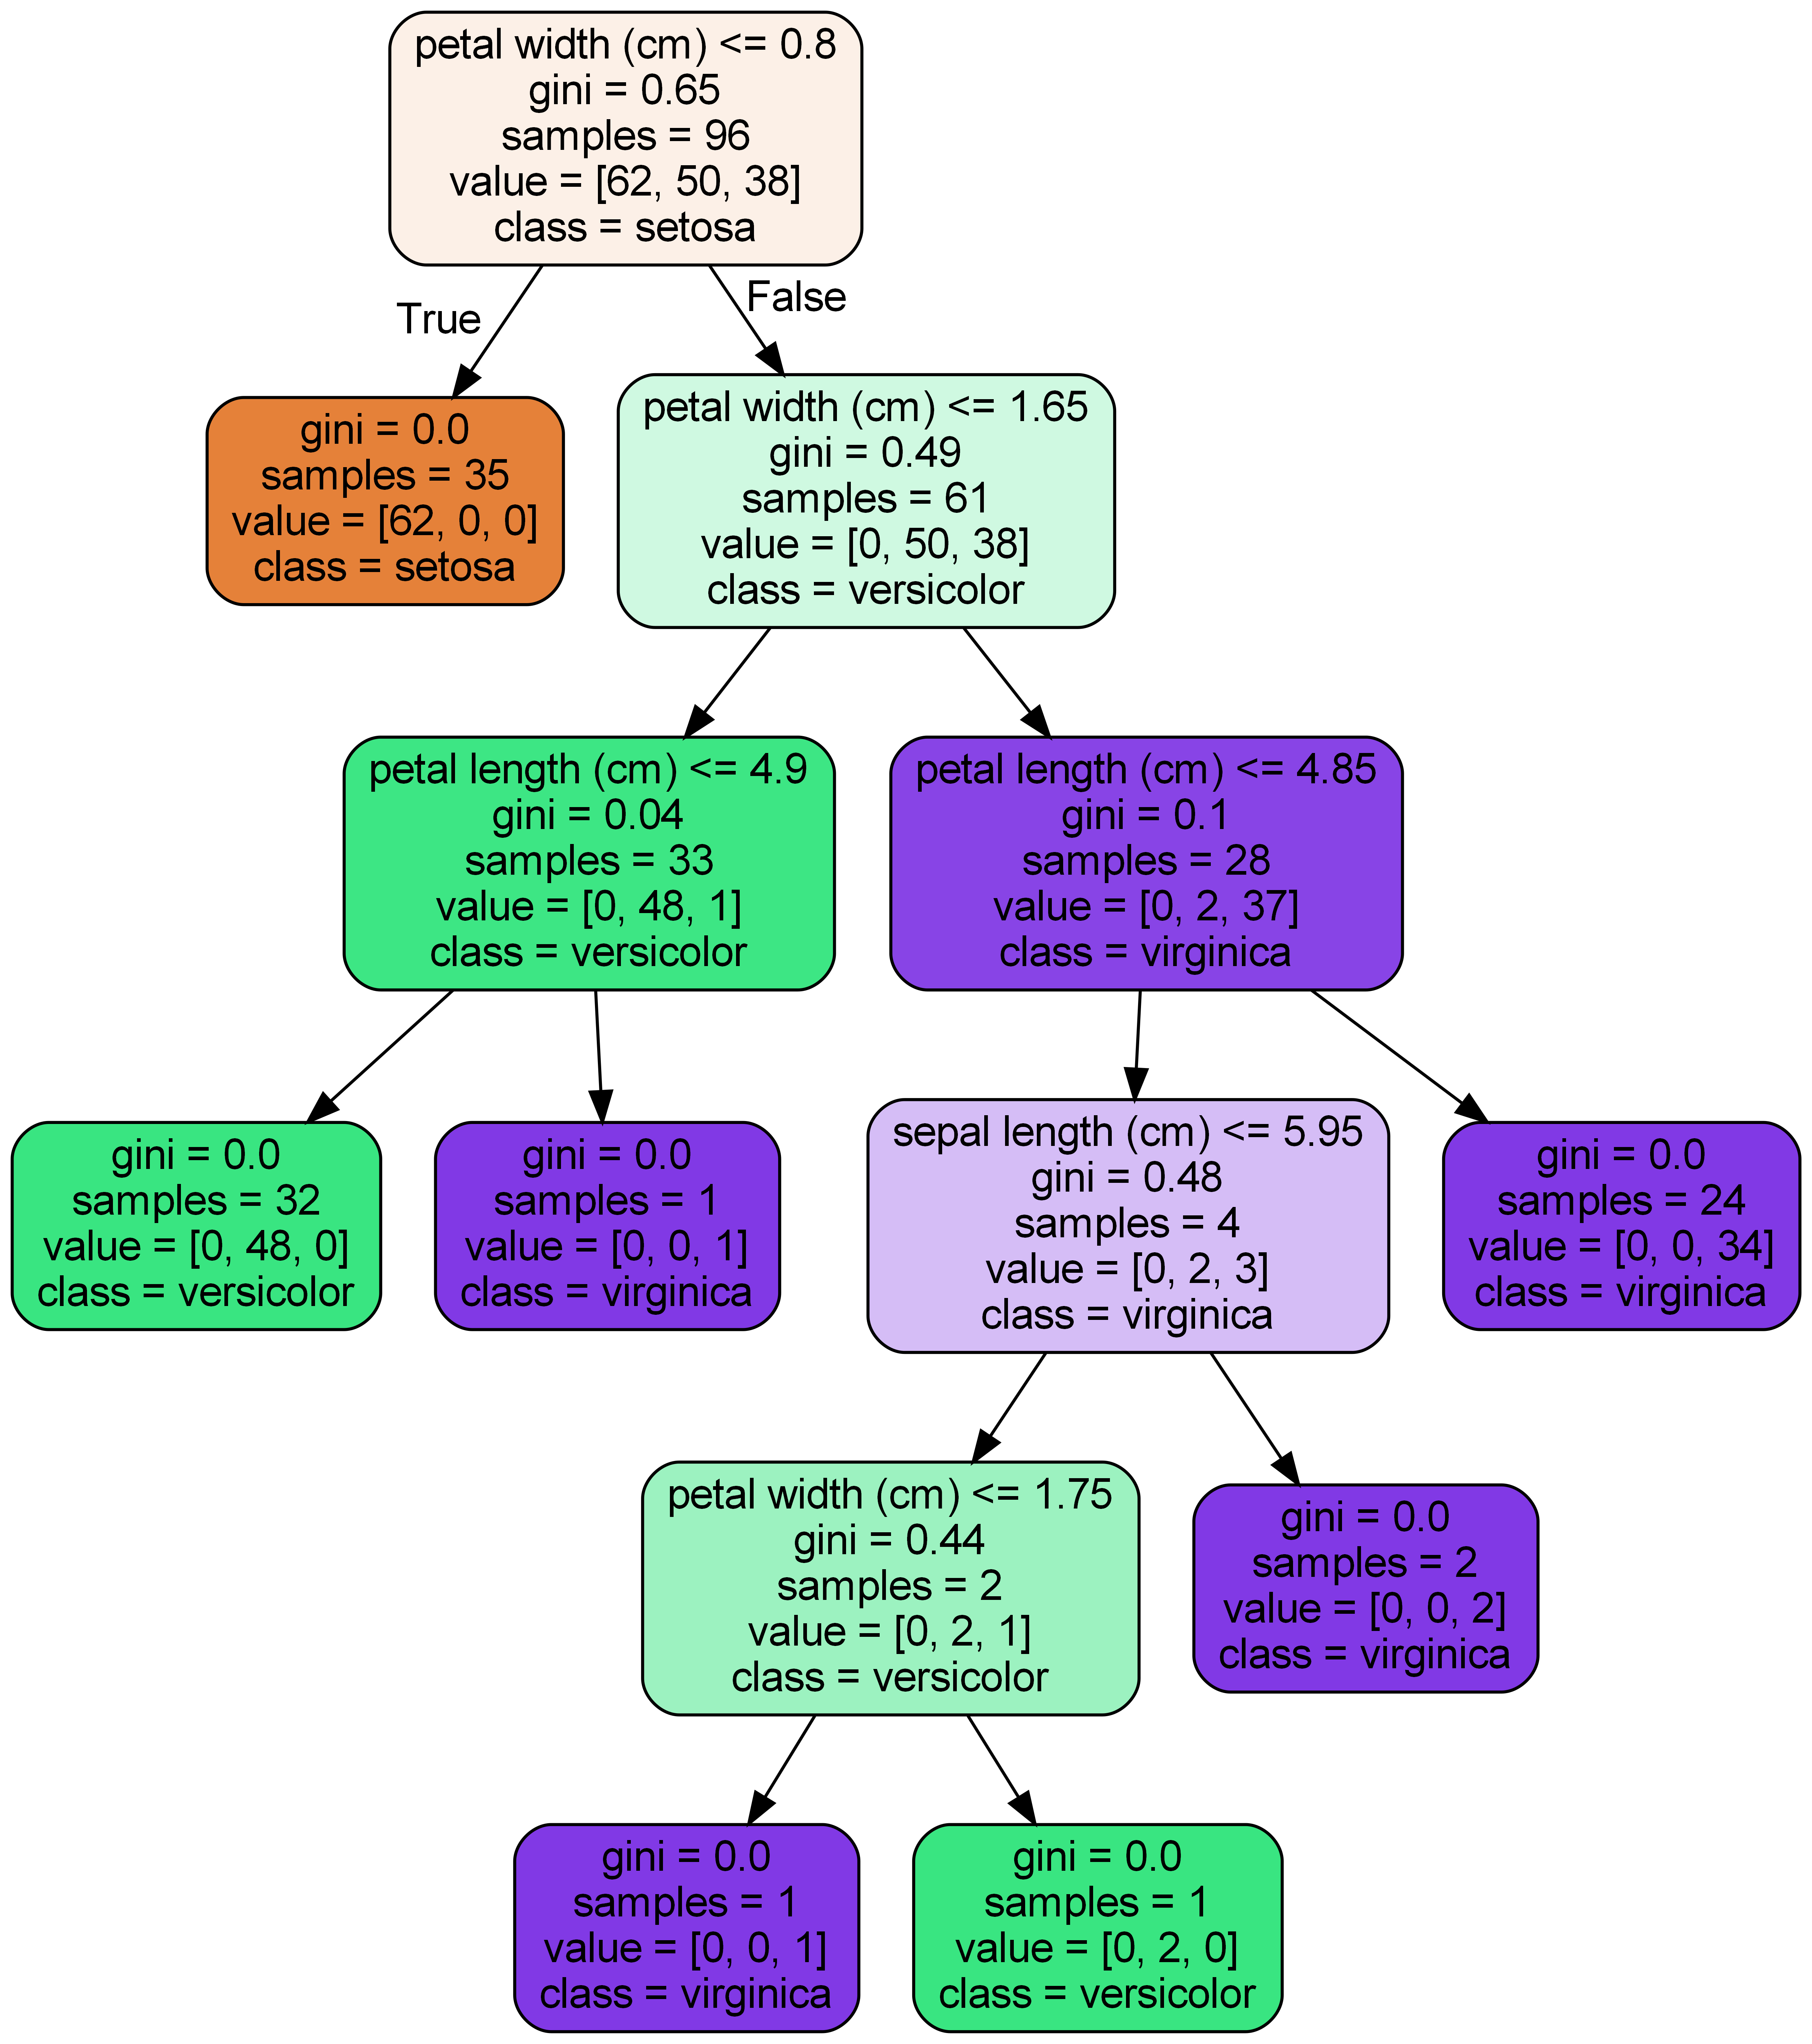 petal width (cm) <= 0.8
gini = 0.65
samples = 96
value = [62, 50, 38]
class = setosa
True
False
gini = 0.0
samples = 35
value = [62, 0, 0]
class = setosa
petal width (cm) <= 1.65
gini = 0.49
samples = 61
value = [0, 50, 38]
class = versicolor
petal length (cm) <= 4.9
gini = 0.04
samples = 33
value = [0, 48, 1]
class = versicolor
petal length (cm) <= 4.85
gini = 0.1
samples = 28
value = [0, 2, 37]
class = virginica
gini = 0.0
samples = 32
value = [0, 48, 0]
class = versicolor
gini = 0.0
samples = 1
value = [0, 0, 1]
class = virginica
sepal length (cm) <= 5.95
gini = 0.48
samples = 4
value = [0, 2, 3]
class = virginica
gini = 0.0
samples = 24
value = [0, 0, 34]
class = virginica
petal width (cm) <= 1.75
gini = 0.44
samples = 2
value = [0, 2, 1]
class = versicolor
gini = 0.0
samples = 2
value = [0, 0, 2]
class = virginica
gini = 0.0
samples = 1
value = [0, 0, 1]
class = virginica
gini = 0.0
samples = 1
value = [0, 2, 0]
class = versicolor